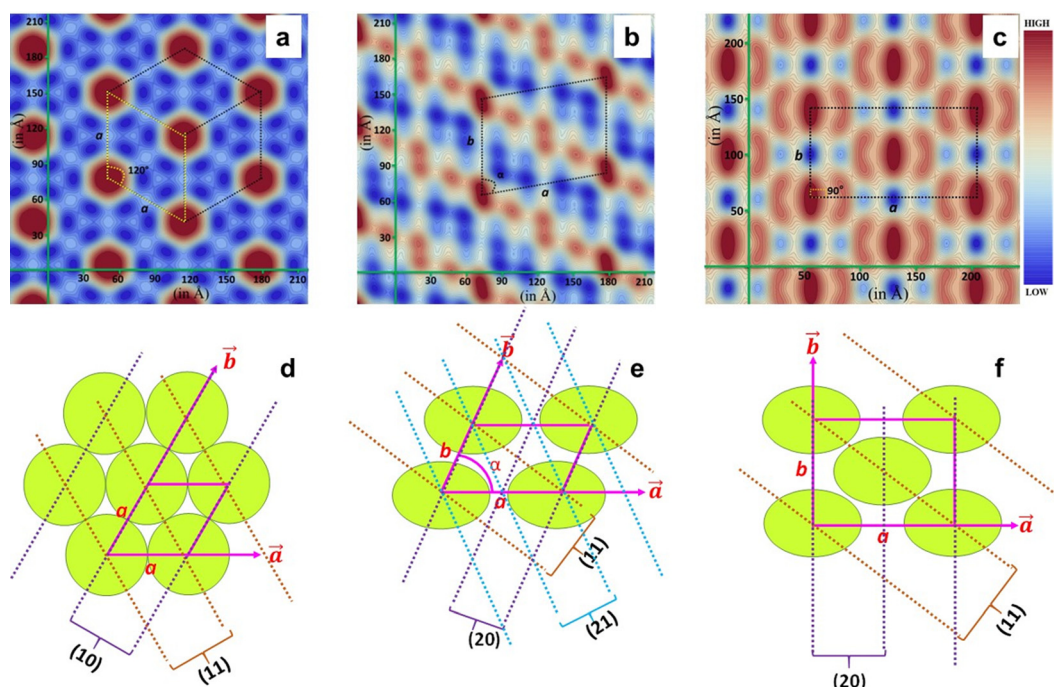 a
210
180
150
120
(in Å)
90
60
30
a
120°
a
30 60 90 120 150 180 210
(in Å)
b
210
180
150
120
(in Å)
90
60
30
b
α
a
30 60 90 120 150 180 210
(in Å)
c
200
150
(in Å)
100
50
b
90°
a
50 100 150 200
(in Å)
HIGH
LOW
d
b
a
a
a
(10)
(11)
e
b
b
α
a
a
(11)
(20)
(21)
f
b
b
a
a
(11)
(20)